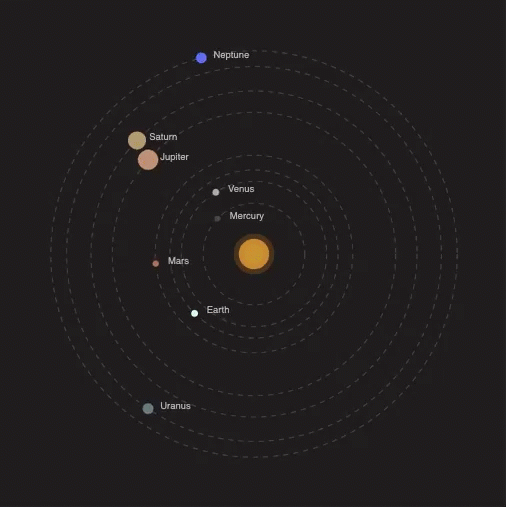 Neptune
Saturn
Jupiter
Venus
Mercury
Mars
Earth
Uranus